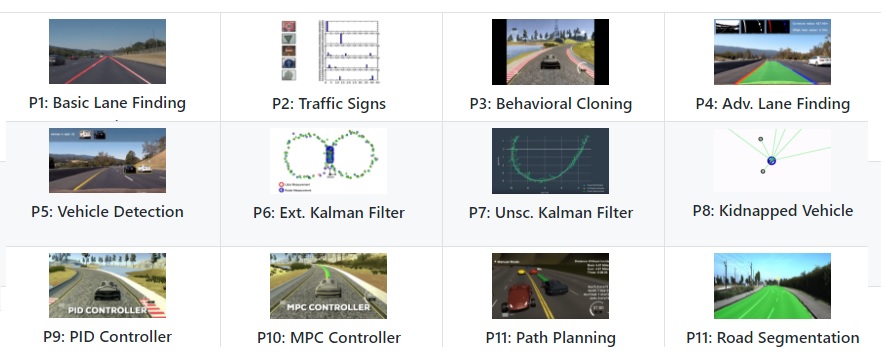 P1: Basic Lane Finding
P2: Traffic Signs
P3: Behavioral Cloning
P4: Adv. Lane Finding
P5: Vehicle Detection
P6: Ext. Kalman Filter
P7: Unsc. Kalman Filter
P8: Kidnapped Vehicle
PID CONTROLLER
MPC CONTROLLER
P9: PID Controller
P10: MPC Controller
P11: Path Planning
P11: Road Segmentation